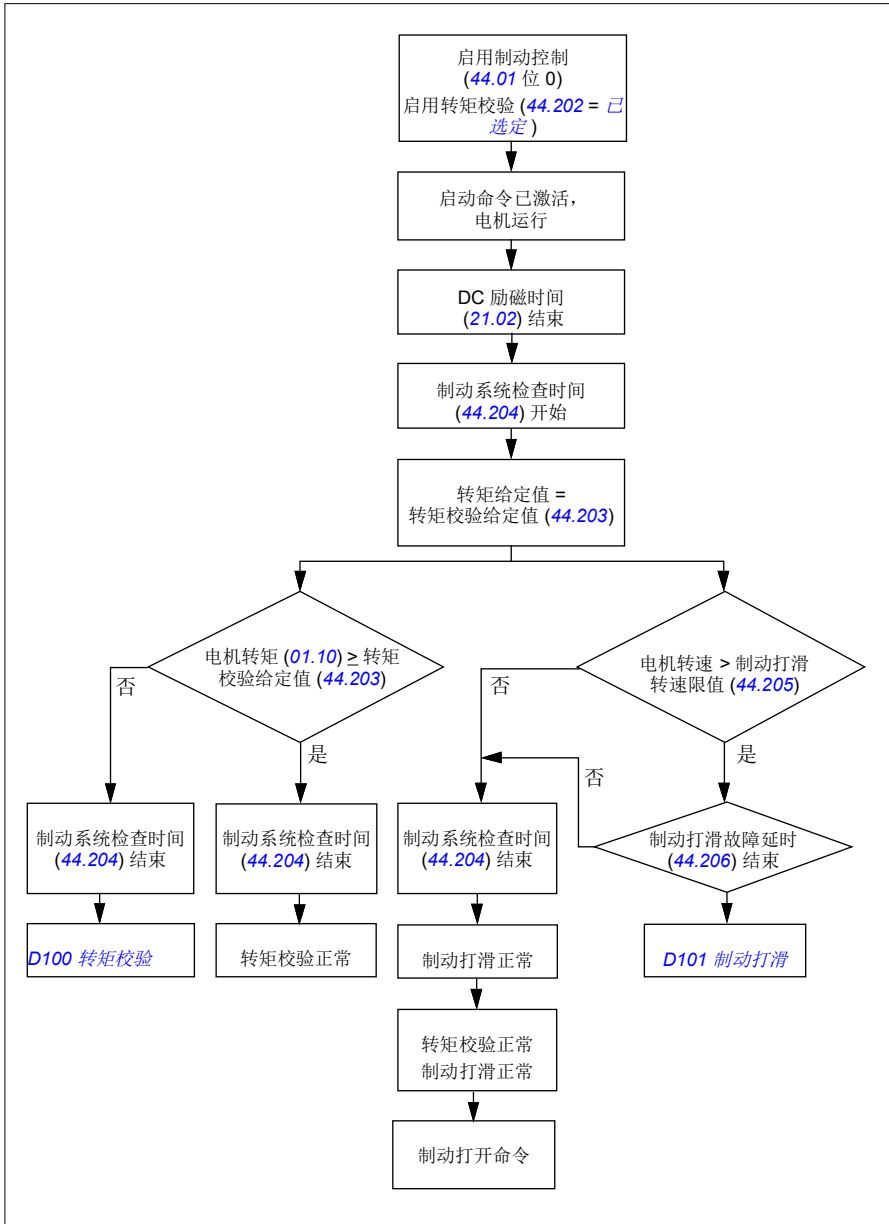 启用制动控制
(44.01 位 0)
启用转矩校验 (44.202 = 已
选定 )
启动命令已激活，
电机运行
DC 励磁时间
(21.02) 结束
制动系统检查时间
(44.204) 开始
转矩给定值 =
转矩校验给定值 (44.203)
电机转矩 (01.10) ≥ 转矩
校验给定值 (44.203)
否
是
电机转速 > 制动打滑
转速限值 (44.205)
否
是
否
制动系统检查时间
(44.204) 结束
制动系统检查时间
(44.204) 结束
制动系统检查时间
(44.204) 结束
制动打滑故障延时
(44.206) 结束
D100 转矩校验
转矩校验正常
制动打滑正常
D101 制动打滑
转矩校验正常
制动打滑正常
制动打开命令